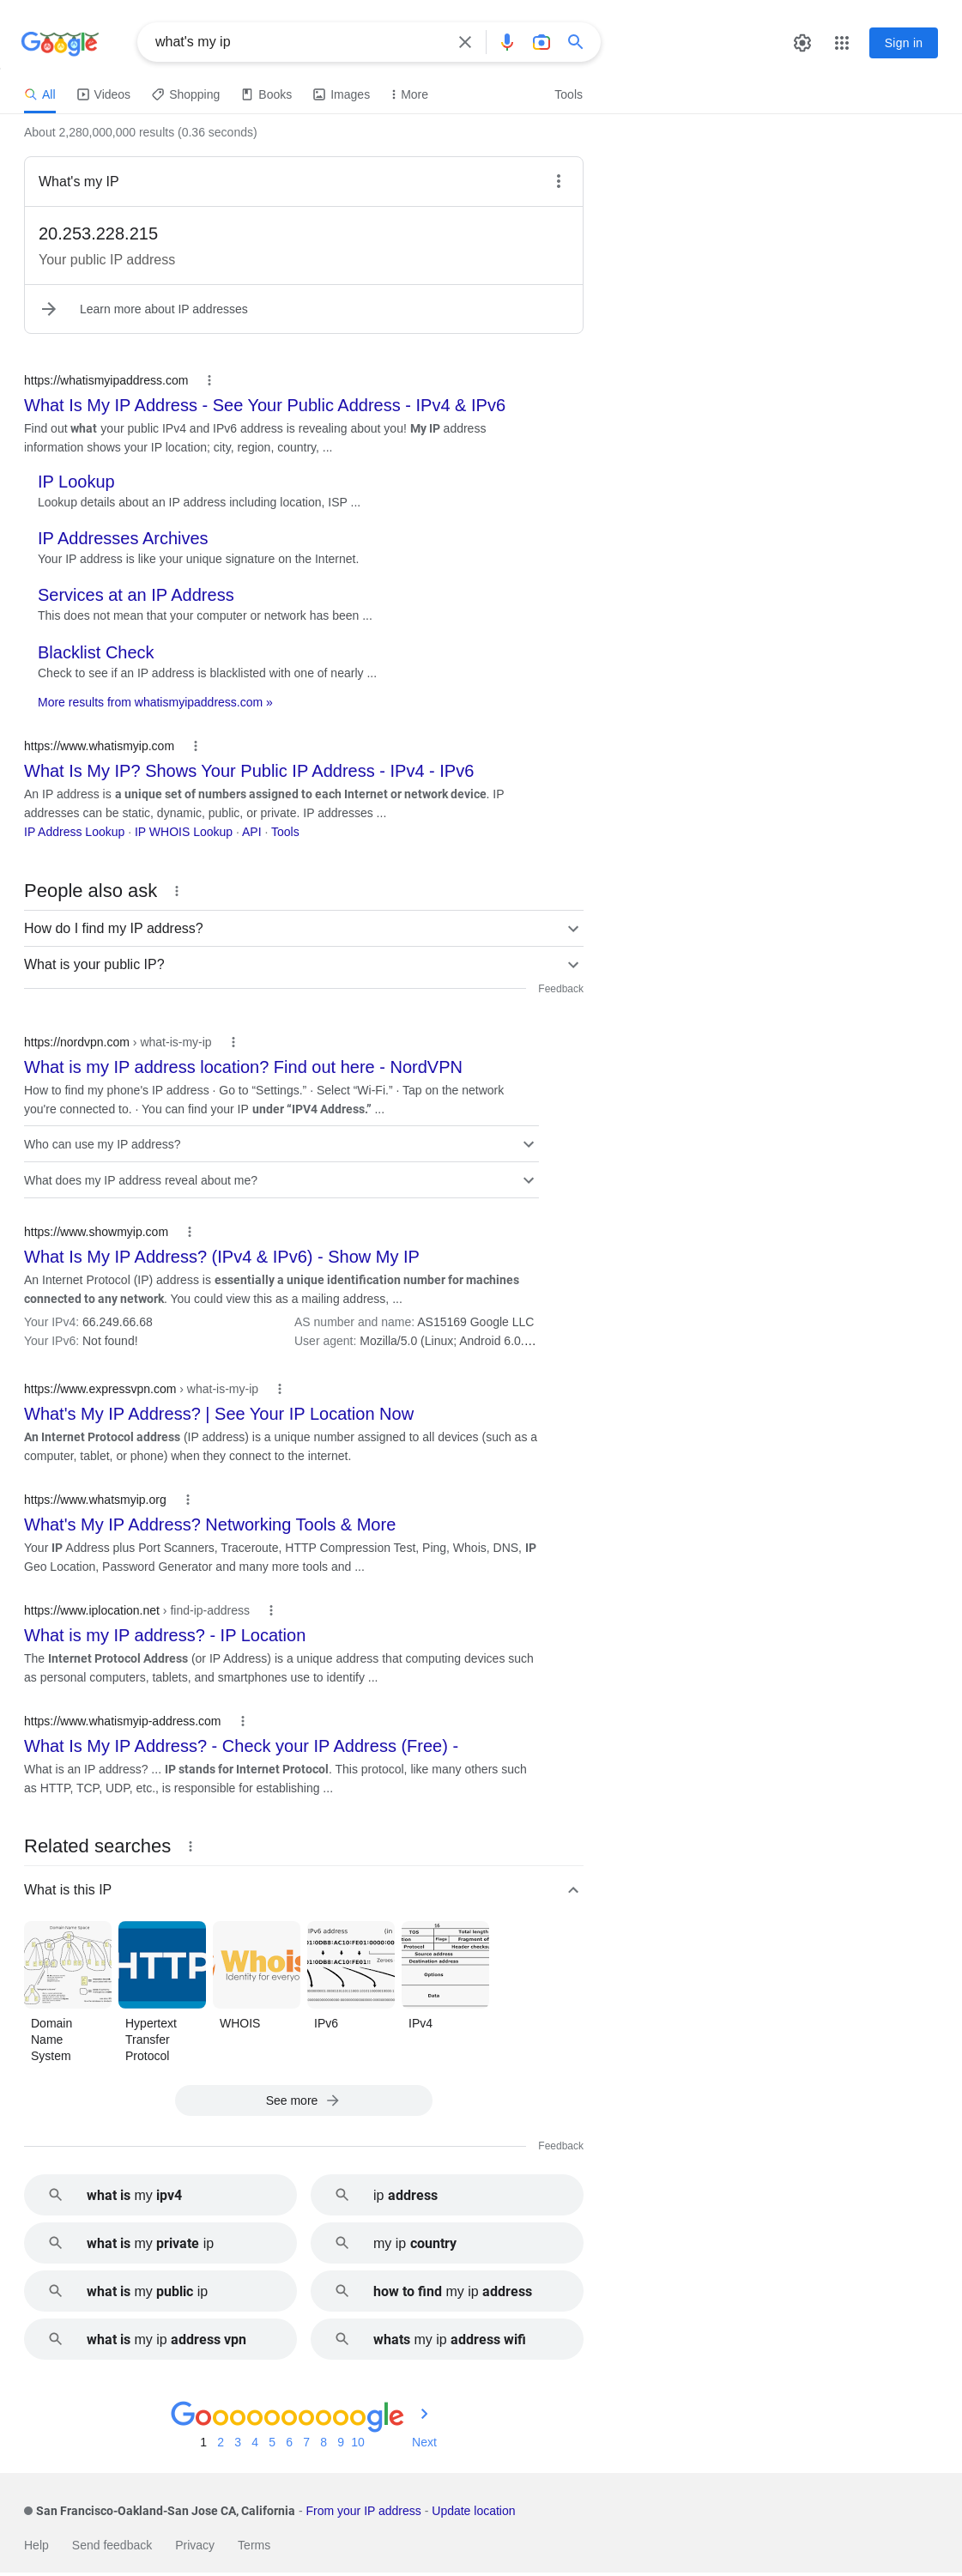 Google
what's my ip
Sign in
All
Videos
Shopping
Books
Images
More
Tools
About 2,280,000,000 results (0.36 seconds)
What's my IP
20.253.228.215
Your public IP address
Learn more about IP addresses
https://whatismyipaddress.com
What Is My IP Address - See Your Public Address - IPv4 & IPv6
Find out what your public IPv4 and IPv6 address is revealing about you! My IP address
information shows your IP location; city, region, country, ...
IP Lookup
Lookup details about an IP address including location, ISP ...
IP Addresses Archives
Your IP address is like your unique signature on the Internet.
Services at an IP Address
This does not mean that your computer or network has been ...
Blacklist Check
Check to see if an IP address is blacklisted with one of nearly ...
More results from whatismyipaddress.com »
https://www.whatismyip.com
What Is My IP? Shows Your Public IP Address - IPv4 - IPv6
An IP address is a unique set of numbers assigned to each Internet or network device. IP
addresses can be static, dynamic, public, or private. IP addresses ...
IP Address Lookup · IP WHOIS Lookup · API · Tools
People also ask
How do I find my IP address?
What is your public IP?
Feedback
https://nordvpn.com › what-is-my-ip
What is my IP address location? Find out here - NordVPN
How to find my phone's IP address · Go to “Settings.” · Select “Wi-Fi.” · Tap on the network
you're connected to. · You can find your IP under “IPV4 Address.” ...
Who can use my IP address?
What does my IP address reveal about me?
https://www.showmyip.com
What Is My IP Address? (IPv4 & IPv6) - Show My IP
An Internet Protocol (IP) address is essentially a unique identification number for machines
connected to any network. You could view this as a mailing address, ...
Your IPv4: 66.249.66.68
AS number and name: AS15169 Google LLC
Your IPv6: Not found!
User agent: Mozilla/5.0 (Linux; Android 6.0....
https://www.expressvpn.com › what-is-my-ip
What's My IP Address? | See Your IP Location Now
An Internet Protocol address (IP address) is a unique number assigned to all devices (such as a
computer, tablet, or phone) when they connect to the internet.
https://www.whatsmyip.org
What's My IP Address? Networking Tools & More
Your IP Address plus Port Scanners, Traceroute, HTTP Compression Test, Ping, Whois, DNS, IP
Geo Location, Password Generator and many more tools and ...
https://www.iplocation.net › find-ip-address
What is my IP address? - IP Location
The Internet Protocol Address (or IP Address) is a unique address that computing devices such
as personal computers, tablets, and smartphones use to identify ...
https://www.whatismyip-address.com
What Is My IP Address? - Check your IP Address (Free) -
What is an IP address? ... IP stands for Internet Protocol. This protocol, like many others such
as HTTP, TCP, UDP, etc., is responsible for establishing ...
Related searches
What is this IP
Domain Name Space
HTTP
Whois
Identity for everyo
IPv6 address (in
Zeroes
16
TOS Total length
Flags Fragment of
Protocol Header checksu
Source address
Destination address
Options
Data
Domain
Name
System
Hypertext
Transfer
Protocol
WHOIS
IPv6
IPv4
See more
Feedback
what is my ipv4
ip address
what is my private ip
my ip country
what is my public ip
how to find my ip address
what is my ip address vpn
whats my ip address wifi
Goooooooooogle
1 2 3 4 5 6 7 8 9 10 Next
San Francisco-Oakland-San Jose CA, California - From your IP address - Update location
Help
Send feedback
Privacy
Terms